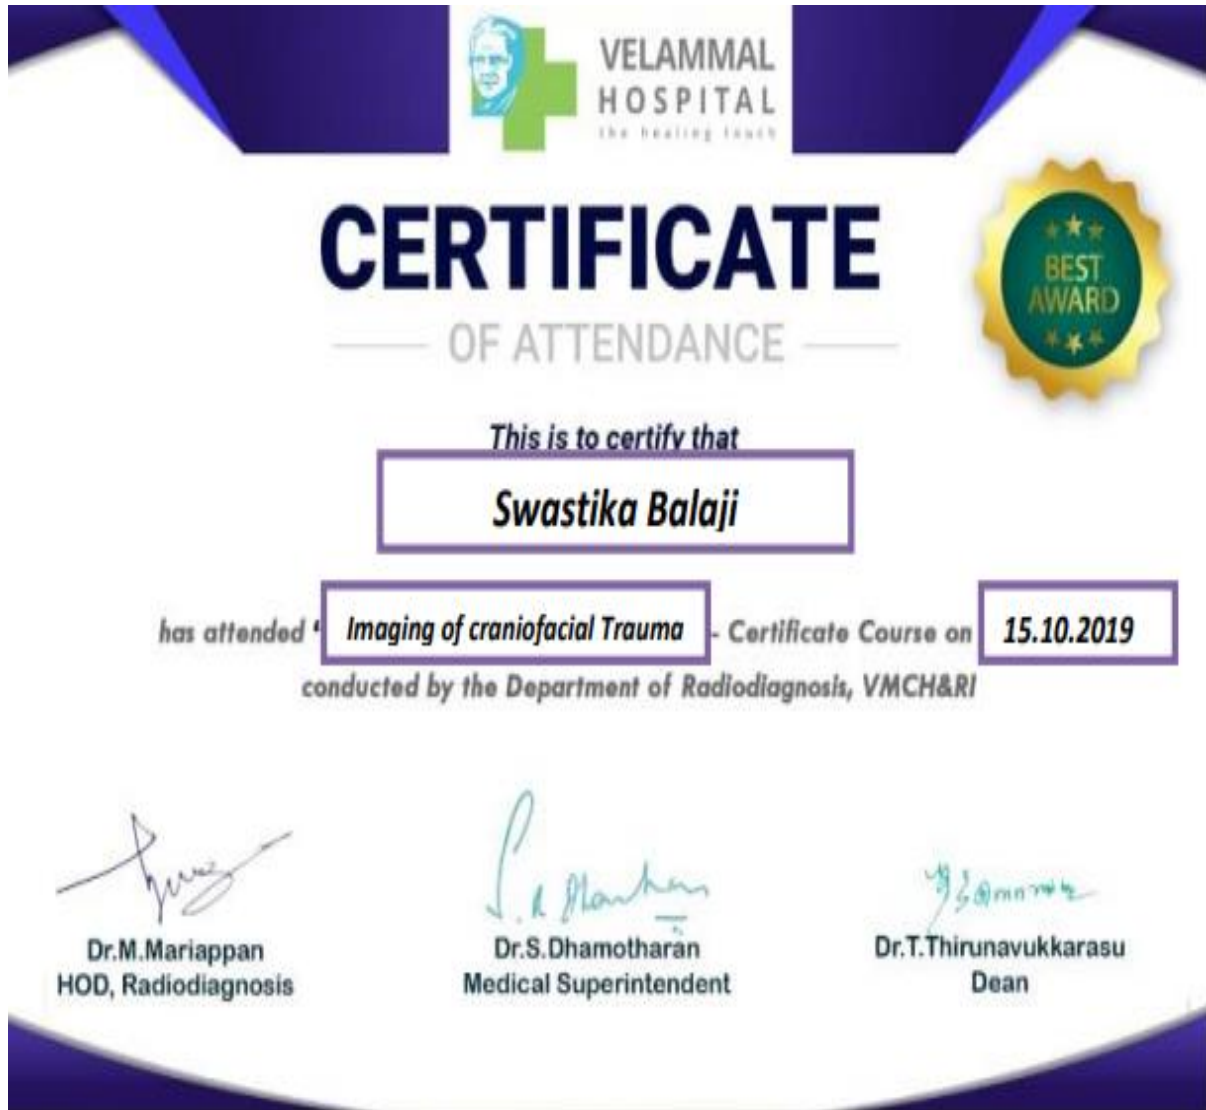 VELAMMAL
HOSPITAL
the healing touch
CERTIFICATE
OF ATTENDANCE
BEST
AWARD
This is to certify that
Swastika Balaji
has attended " Imaging of craniofacial Trauma - Certificate Course on 15.10.2019
conducted by the Department of Radiodiagnosis, VMCH&RI
Dr.M.Mariappan
HOD, Radiodiagnosis
Dr.S.Dhamotharan
Medical Superintendent
Dr.T.Thirunavukkarasu
Dean